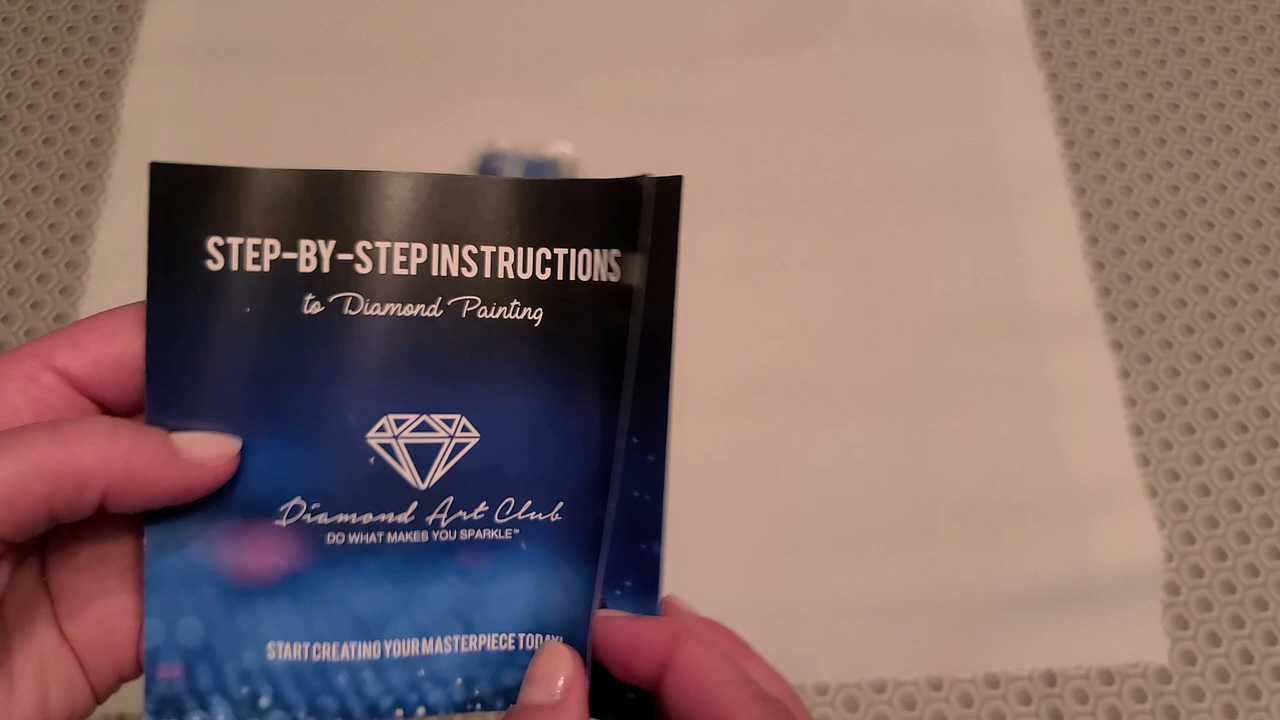 STEP-BY-STEP INSTRUCTIONS
to Diamond Painting
Diamond Art Club
DO WHAT MAKES YOU SPARKLE™
START CREATING YOUR MASTERPIECE TODAY!